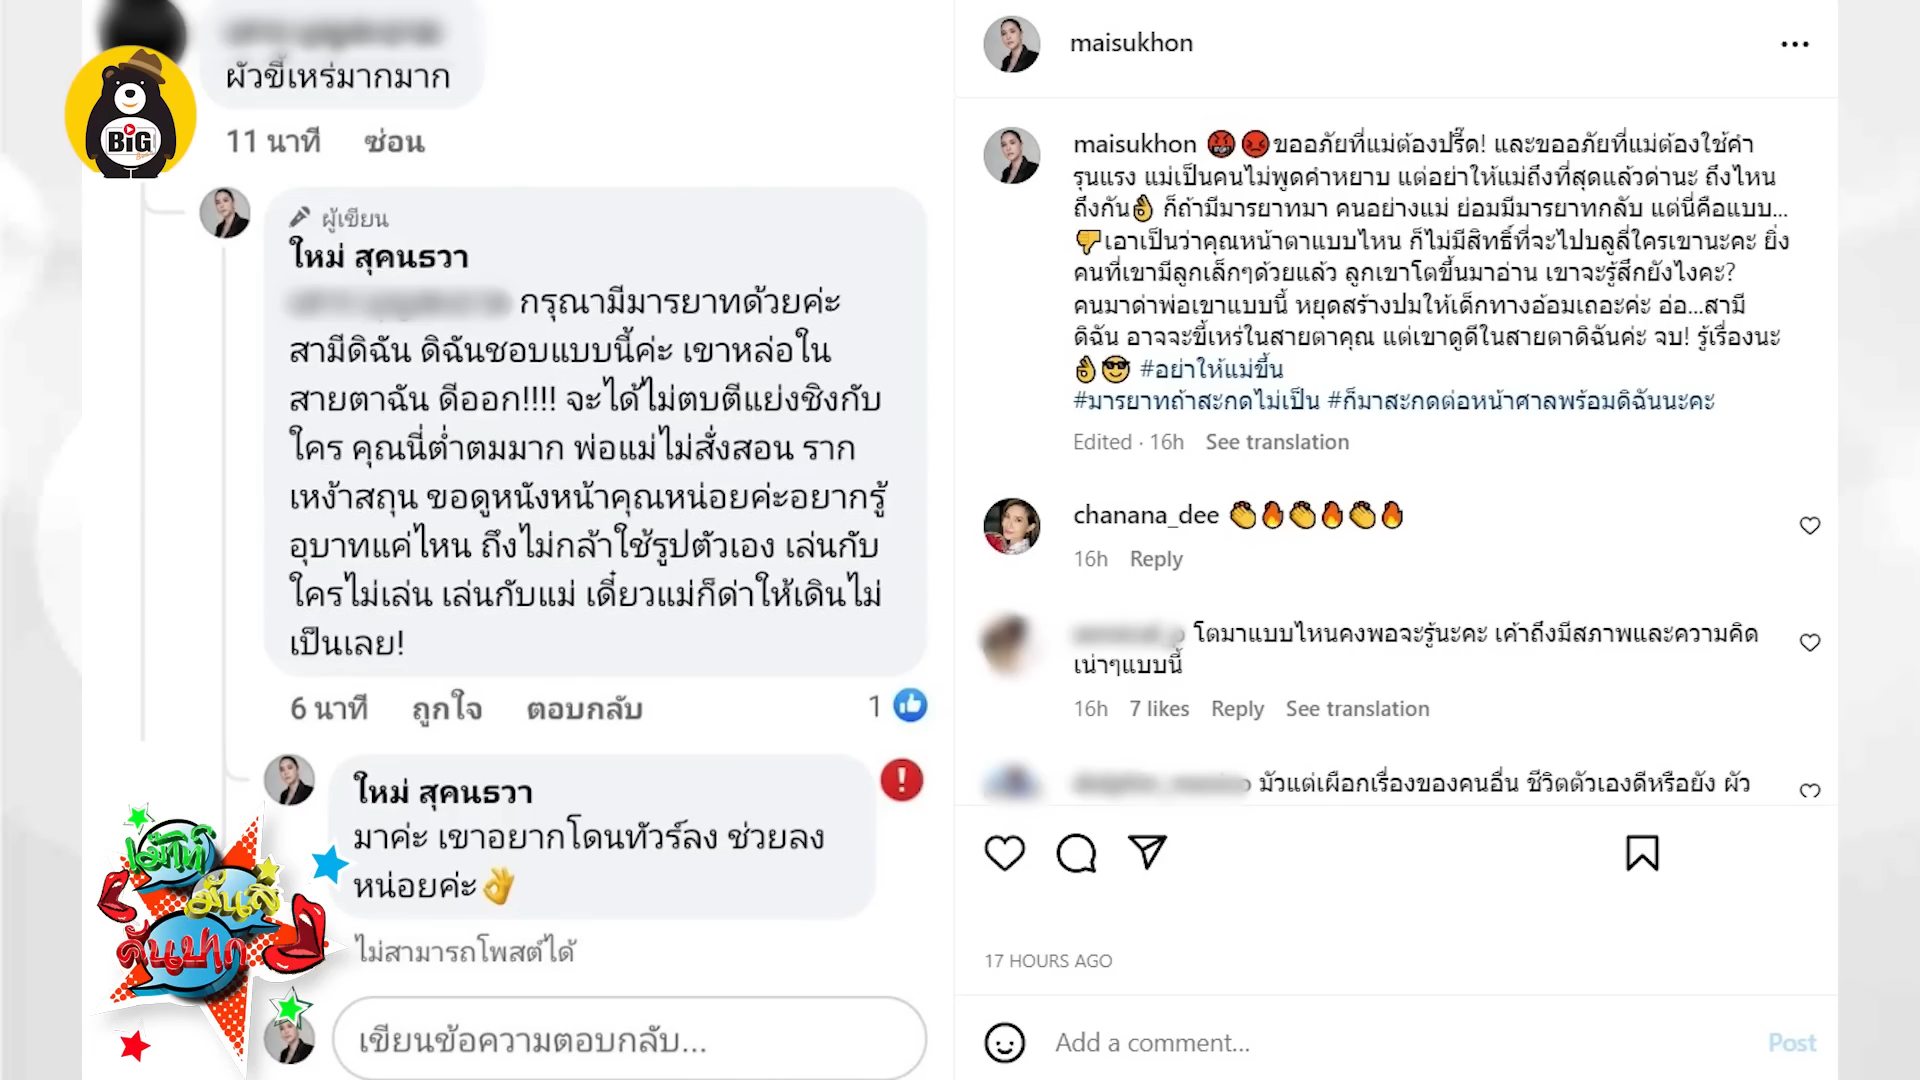 ผัวขี้เหร่มากมาก
11 นาที ซ่อน
BiG
ผู้เขียน
ใหม่ สุคนธวา
กรุณามีมารยาทด้วยค่ะ
สามีดิฉัน ดิฉันชอบแบบนี้ค่ะ เขาหล่อใน
สายตาฉัน ดีออก!!!! จะได้ไม่ตบตีแย่งชิงกับ
ใคร คุณนี่ต่ำตมมาก พ่อแม่ไม่สั่งสอน ราก
เหง้าสถุน ขอดูหนังหน้าคุณหน่อยค่ะอยากรู้
อุบาทแค่ไหน ถึงไม่กล้าใช้รูปตัวเอง เล่นกับ
ใครไม่เล่น เล่นกับแม่ เดี๋ยวแม่ก็ด่าให้เดินไม่
เป็นเลย!
6 นาที ถูกใจ ตอบกลับ 1
ใหม่ สุคนธวา
มาค่ะ เขาอยากโดนทัวร์ลง ช่วยลง
หน่อยค่ะ👌
ไม่สามารถโพสต์ได้
เขียนข้อความตอบกลับ...
เม้าท์
มันส์
คันปาก
maisukhon
maisukhon 🤬😡ขออภัยที่แม่ต้องปรี๊ด! และขออภัยที่แม่ต้องใช้คำ
รุนแรง แม่เป็นคนไม่พูดคำหยาบ แต่อย่าให้แม่ถึงที่สุดแล้วด่านะ ถึงไหน
ถึงกัน👌 ก็ถ้ามีมารยาทมา คนอย่างแม่ ย่อมมีมารยาทกลับ แต่นี่คือแบบ...
👎เอาเป็นว่าคุณหน้าตาแบบไหน ก็ไม่มีสิทธิ์ที่จะไปบลูลี่ใครเขานะคะ ยิ่ง
คนที่เขามีลูกเล็กๆด้วยแล้ว ลูกเขาโตขึ้นมาอ่าน เขาจะรู้สึกยังไงคะ?
คนมาด่าพ่อเขาแบบนี้ หยุดสร้างปมให้เด็กทางอ้อมเถอะค่ะ อ่อ...สามี
ดิฉัน อาจจะขี้เหร่ในสายตาคุณ แต่เขาดูดีในสายตาดิฉันค่ะ จบ! รู้เรื่องนะ
👌😎 #อย่าให้แม่ขึ้น
#มารยาทถ้าสะกดไม่เป็น #ก็มาสะกดต่อหน้าศาลพร้อมดิฉันนะคะ
Edited · 16h See translation
chanana_dee 👏🔥👏🔥👏🔥
16h Reply
โตมาแบบไหนคงพอจะรู้นะคะ เค้าถึงมีสภาพและความคิด
เน่าๆแบบนี้
16h 7 likes Reply See translation
มัวแต่เผือกเรื่องของคนอื่น ชีวิตตัวเองดีหรือยัง ผัว
17 HOURS AGO
Add a comment... Post